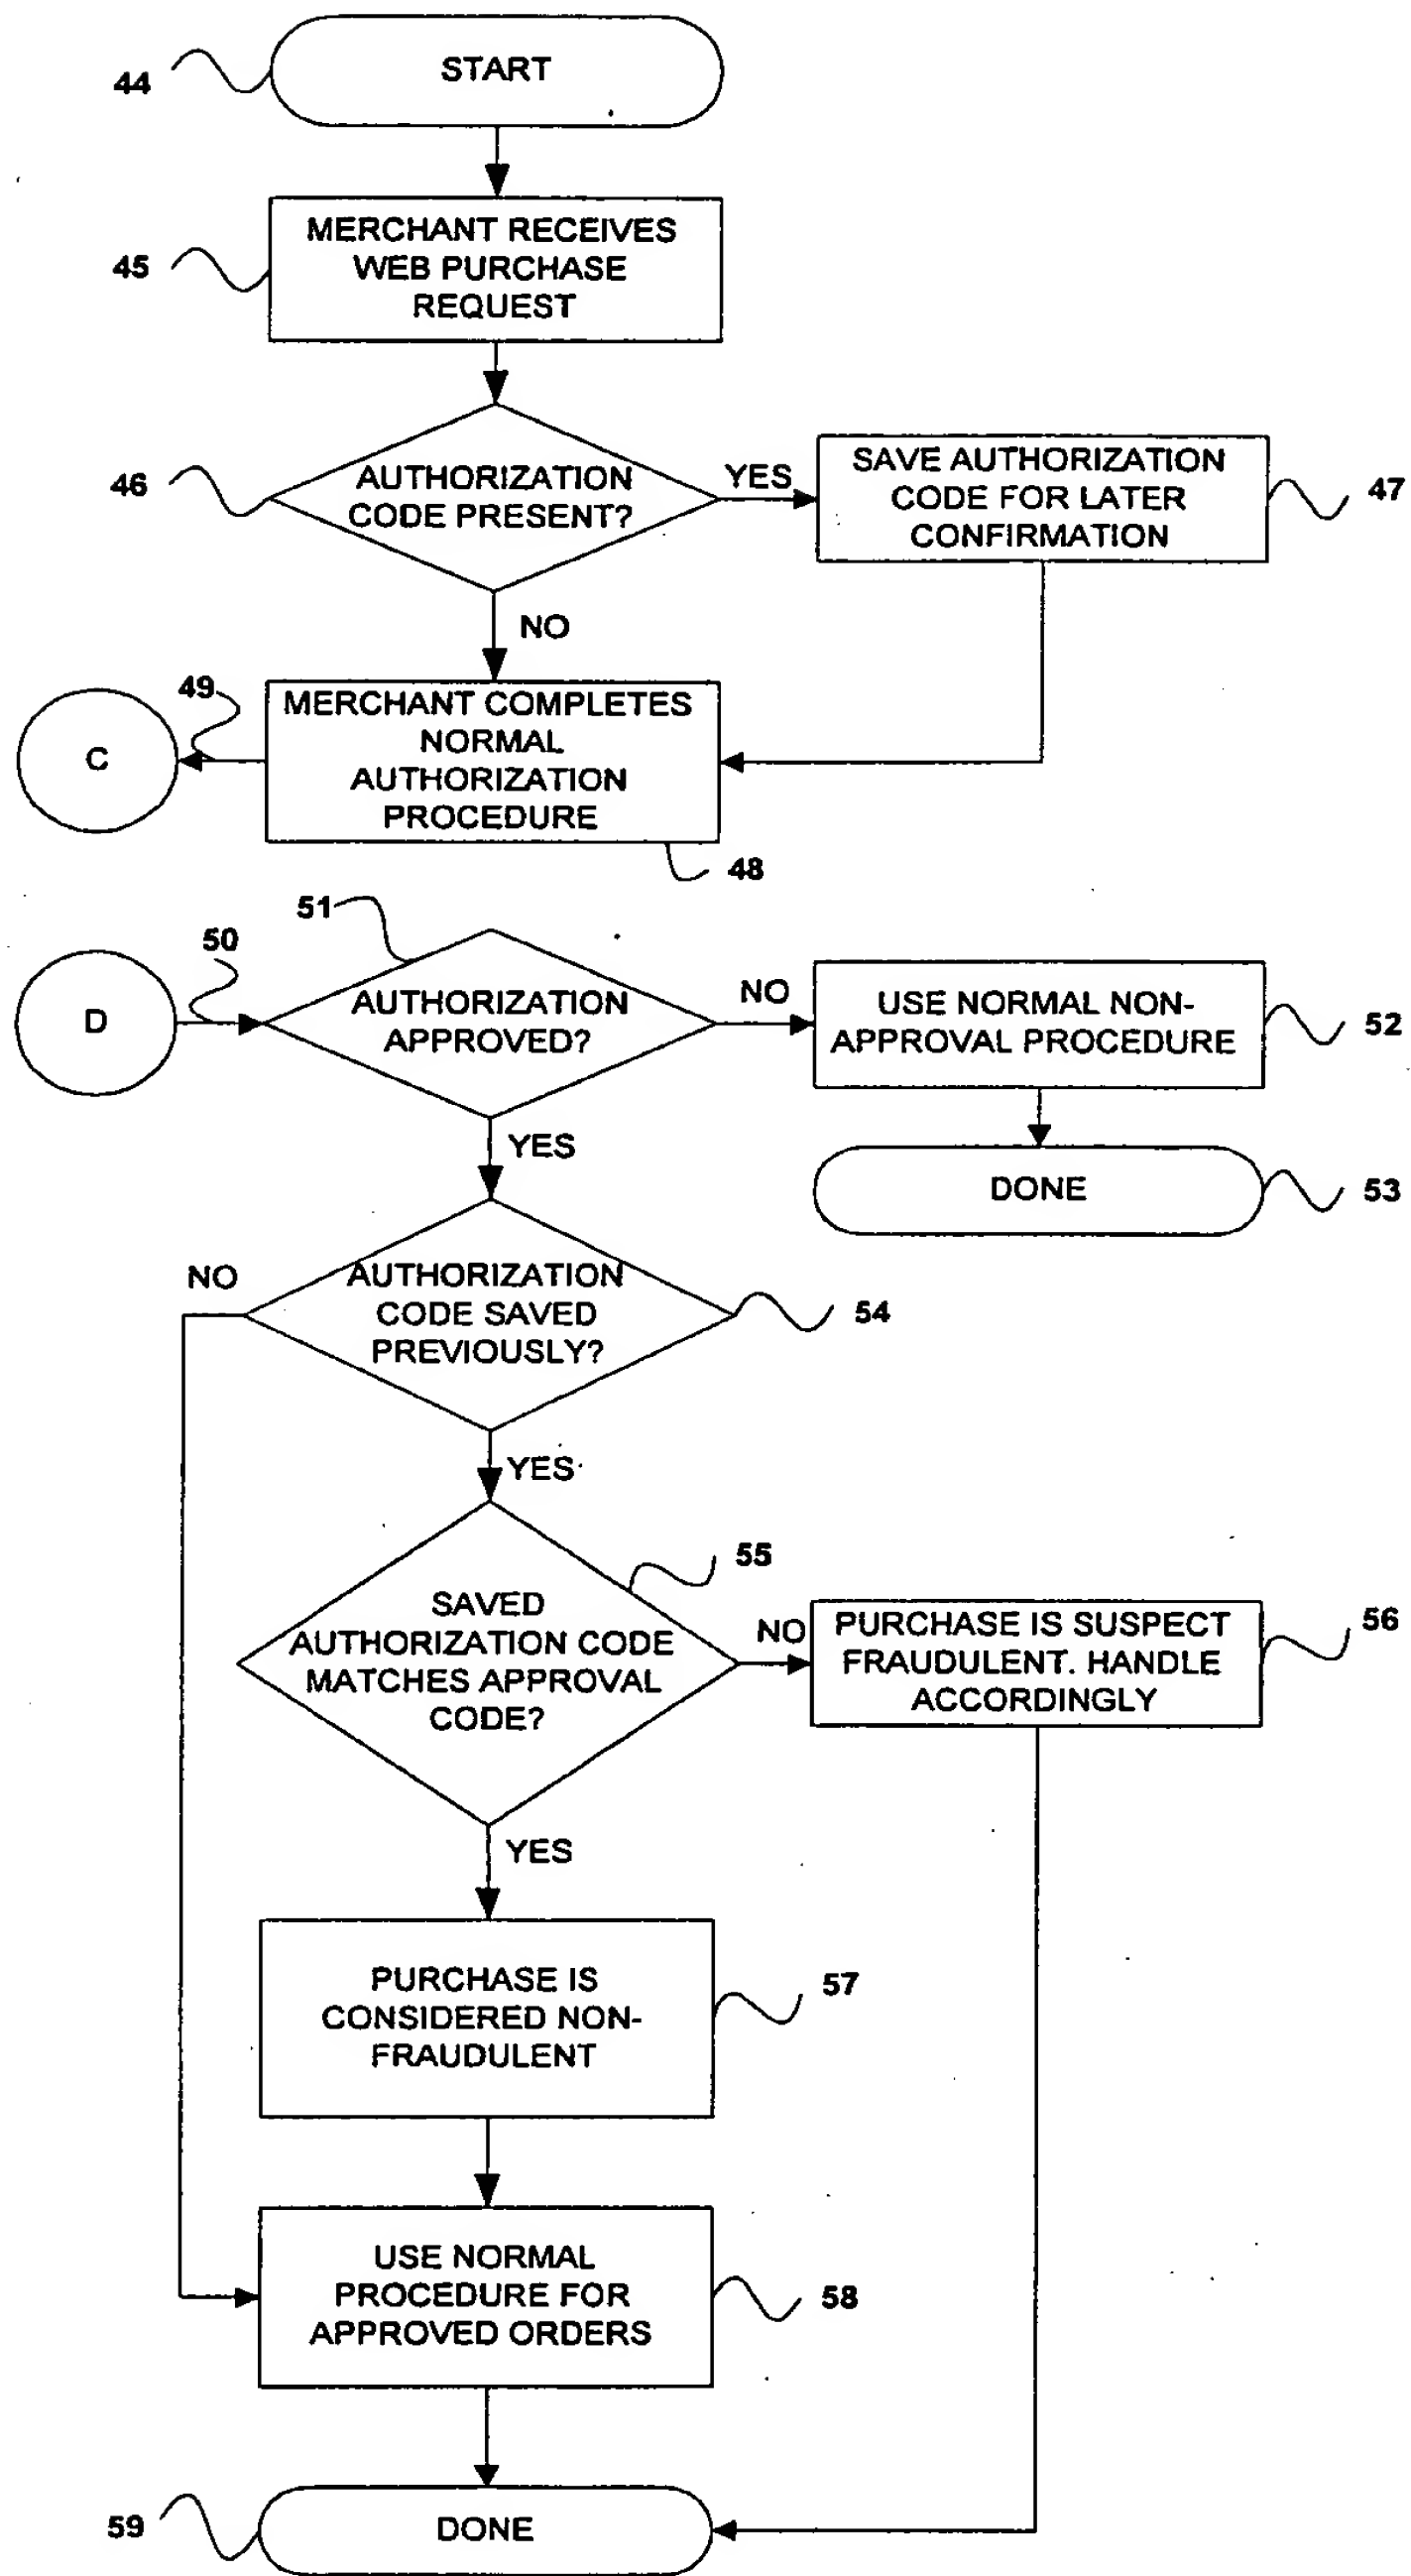 44
START
45
MERCHANT RECEIVES
WEB PURCHASE
REQUEST
46
AUTHORIZATION
CODE PRESENT?
YES
SAVE AUTHORIZATION
CODE FOR LATER
CONFIRMATION
47
NO
49
C
MERCHANT COMPLETES
NORMAL
AUTHORIZATION
PROCEDURE
48
51
50
D
AUTHORIZATION
APPROVED?
NO
USE NORMAL NON-
APPROVAL PROCEDURE
52
YES
DONE
53
NO
AUTHORIZATION
CODE SAVED
PREVIOUSLY?
54
YES
55
SAVED
AUTHORIZATION CODE
MATCHES APPROVAL
CODE?
NO
PURCHASE IS SUSPECT
FRAUDULENT. HANDLE
ACCORDINGLY
56
YES
PURCHASE IS
CONSIDERED NON-
FRAUDULENT
57
USE NORMAL
PROCEDURE FOR
APPROVED ORDERS
58
59
DONE